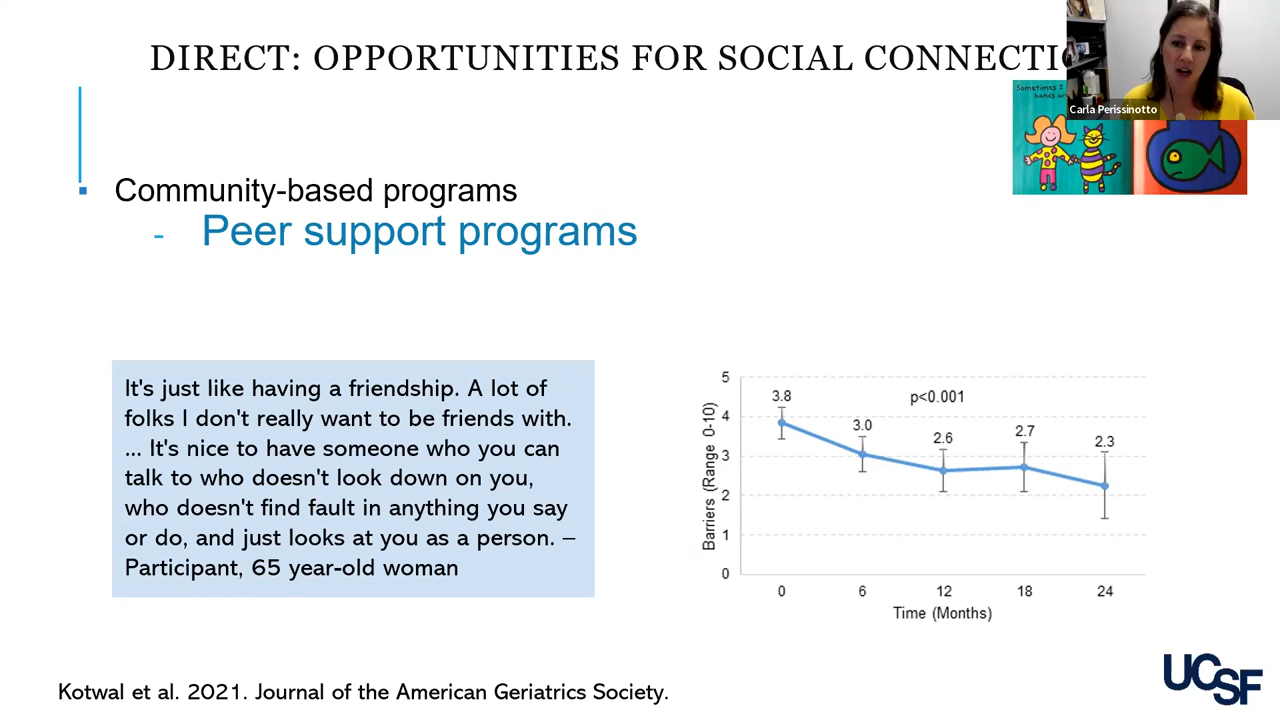 DIRECT: OPPORTUNITIES FOR SOCIAL CONNECTIO
Sometimes I
hands wi
Carla Perissinotto
▪ Community-based programs
- Peer support programs
It's just like having a friendship. A lot of
folks I don't really want to be friends with.
... It's nice to have someone who you can
talk to who doesn't look down on you,
who doesn't find fault in anything you say
or do, and just looks at you as a person. –
Participant, 65 year-old woman
Barriers (Range 0-10)
5
4
3
2
1
0
3.8
3.0
2.6
2.7
2.3
p<0.001
0 6 12 18 24
Time (Months)
Kotwal et al. 2021. Journal of the American Geriatrics Society.
UCSF